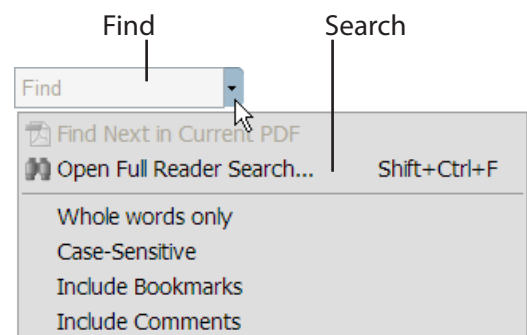 Find Search
Find
Find Next in Current PDF
Open Full Reader Search... Shift+Ctrl+F
Whole words only
Case-Sensitive
Include Bookmarks
Include Comments